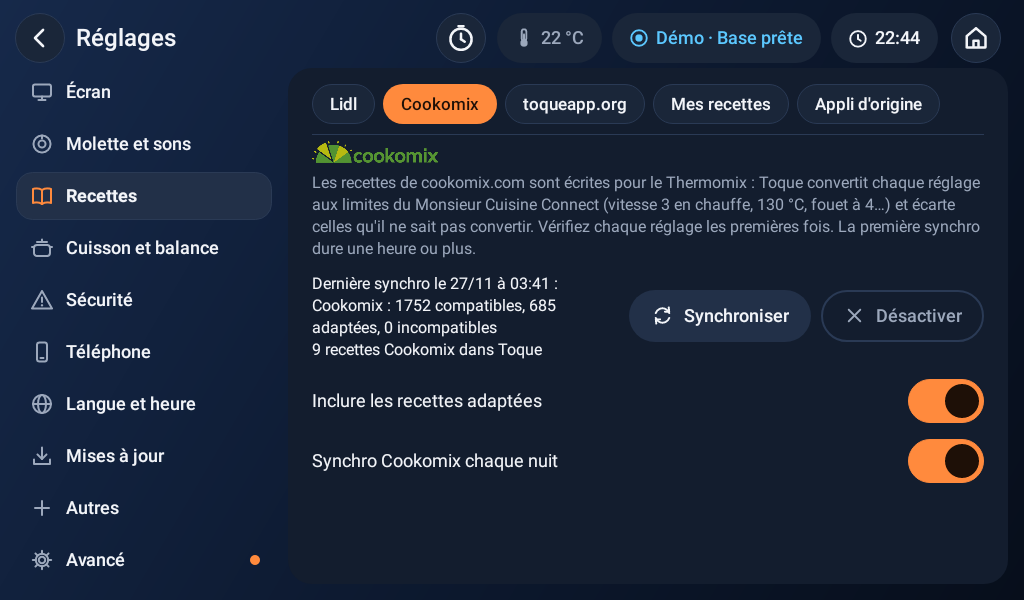 Réglages
22 °C
Démo · Base prête
22:44
Écran
Molette et sons
Recettes
Cuisson et balance
Sécurité
Téléphone
Langue et heure
Mises à jour
Autres
Avancé
Lidl
Cookomix
toqueapp.org
Mes recettes
Appli d'origine
cookomix
Les recettes de cookomix.com sont écrites pour le Thermomix : Toque convertit chaque réglage
aux limites du Monsieur Cuisine Connect (vitesse 3 en chauffe, 130 °C, fouet à 4…) et écarte
celles qu'il ne sait pas convertir. Vérifiez chaque réglage les premières fois. La première synchro
dure une heure ou plus.
Dernière synchro le 27/11 à 03:41 :
Cookomix : 1752 compatibles, 685
adaptées, 0 incompatibles
9 recettes Cookomix dans Toque
Synchroniser
Désactiver
Inclure les recettes adaptées
Synchro Cookomix chaque nuit